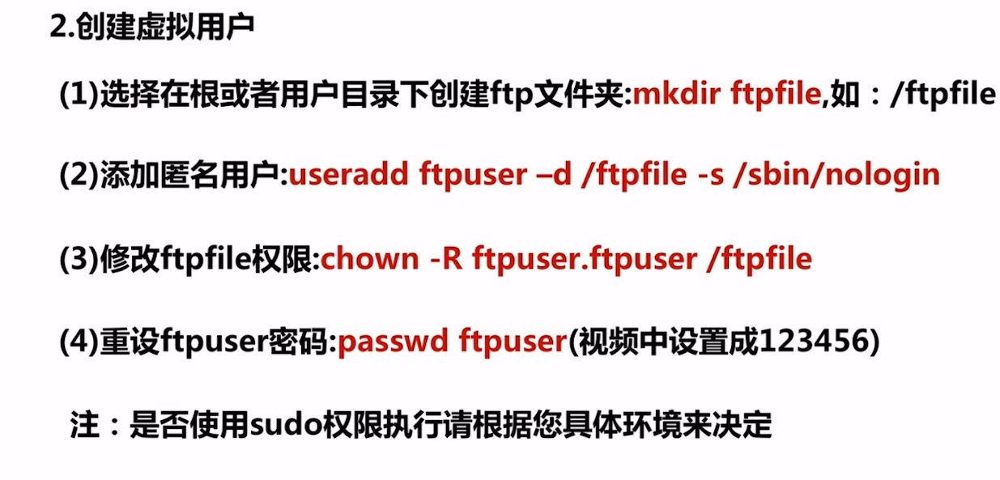 2.创建虚拟用户
(1)选择在根或者用户目录下创建ftp文件夹:mkdir ftpfile,如：/ftpfile
(2)添加匿名用户:useradd ftpuser –d /ftpfile -s /sbin/nologin
(3)修改ftpfile权限:chown -R ftpuser.ftpuser /ftpfile
(4)重设ftpuser密码:passwd ftpuser(视频中设置成123456)
注：是否使用sudo权限执行请根据您具体环境来决定